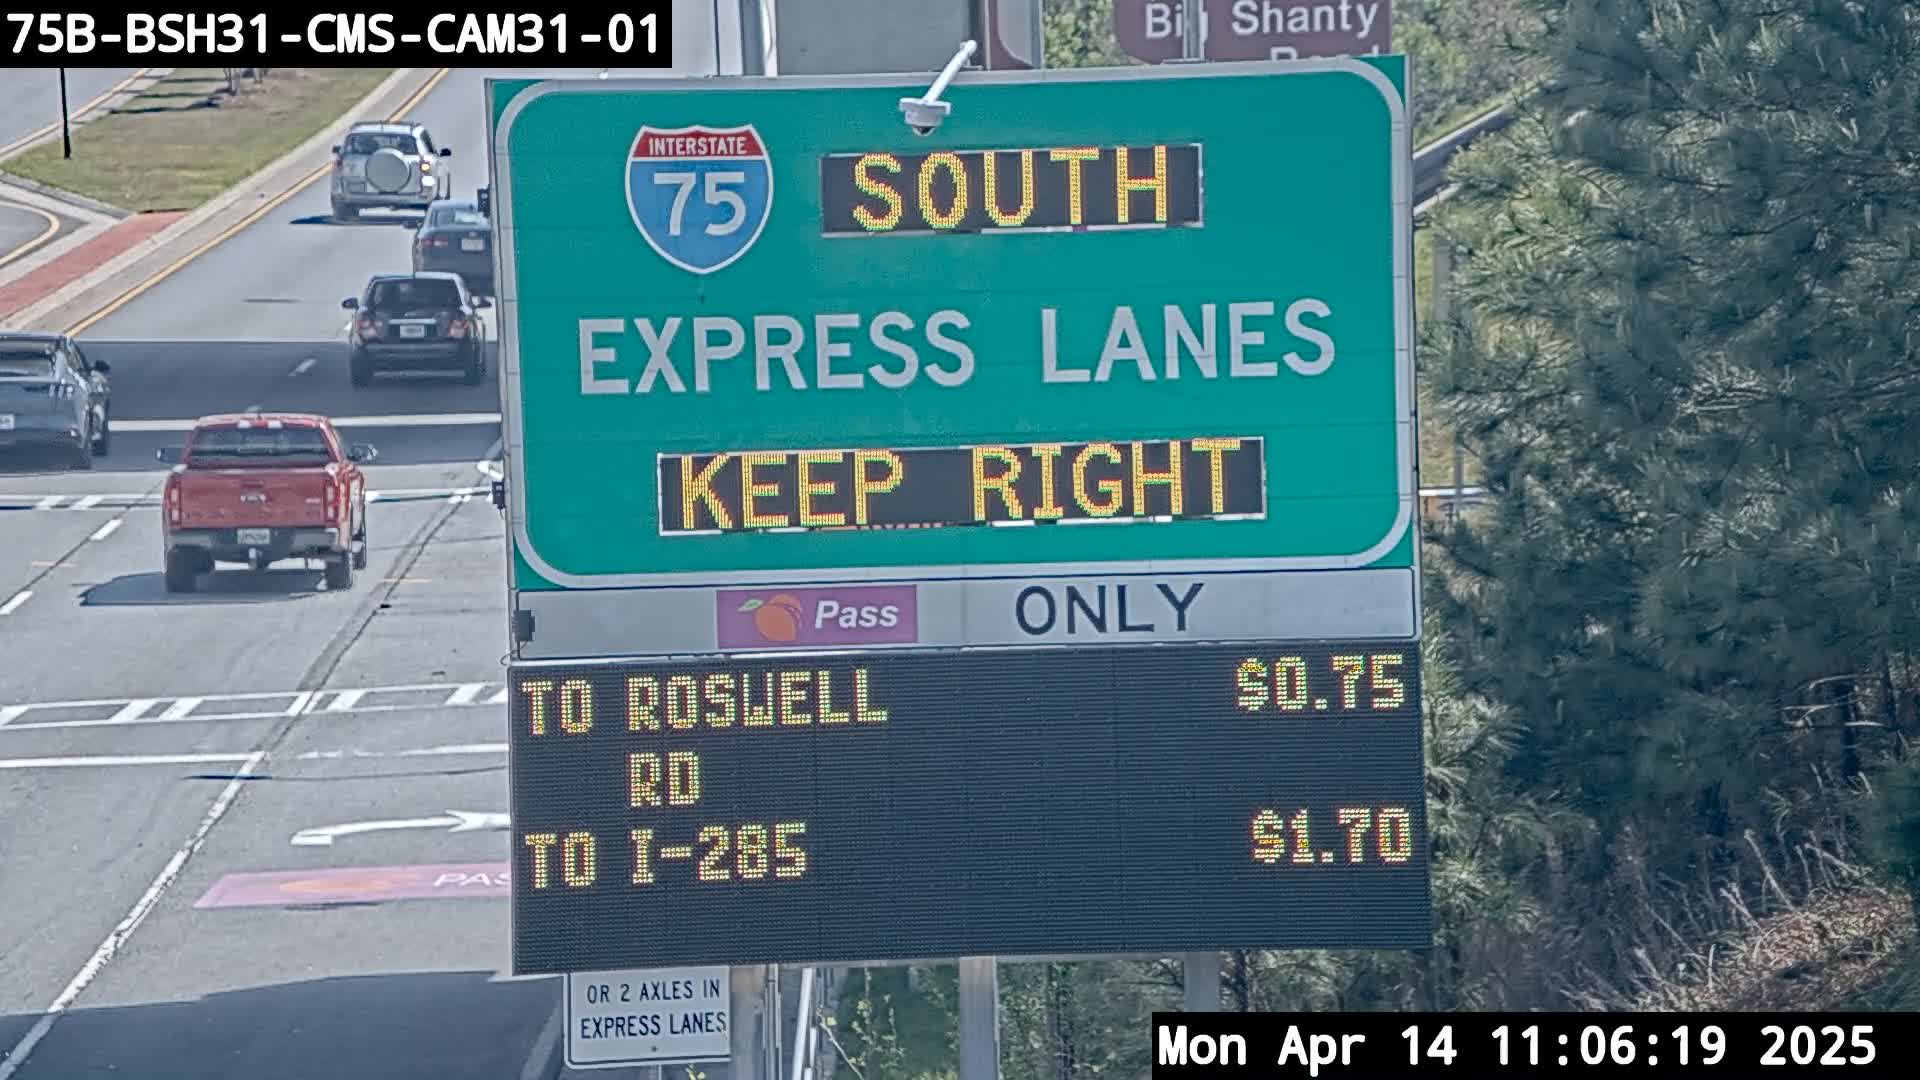 75B-BSH31-CMS-CAM31-01
Big Shanty
Road
INTERSTATE
75
SOUTH
EXPRESS LANES
KEEP RIGHT
Pass
ONLY
TO ROSWELL $0.75
RD
TO I-285 $1.70
PAS
OR 2 AXLES IN
EXPRESS LANES
Mon Apr 14 11:06:19 2025